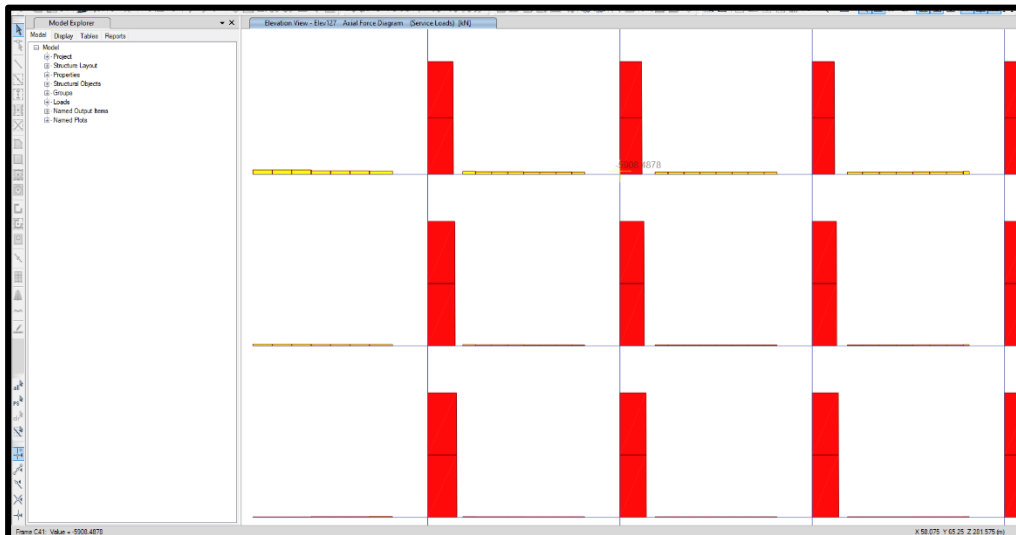 Model Explorer
Elevation View - Elev127 - Axial Force Diagram (Service Loads) [kN]
Model Display Tables Reports
Model
Project
Structure Layout
Properties
Structural Objects
Groups
Loads
Named Output Items
Named Plots
-5908.4878
Frame C41: Value = -5908.4878
X 58.075 Y 65.25 Z 281.575 (m)